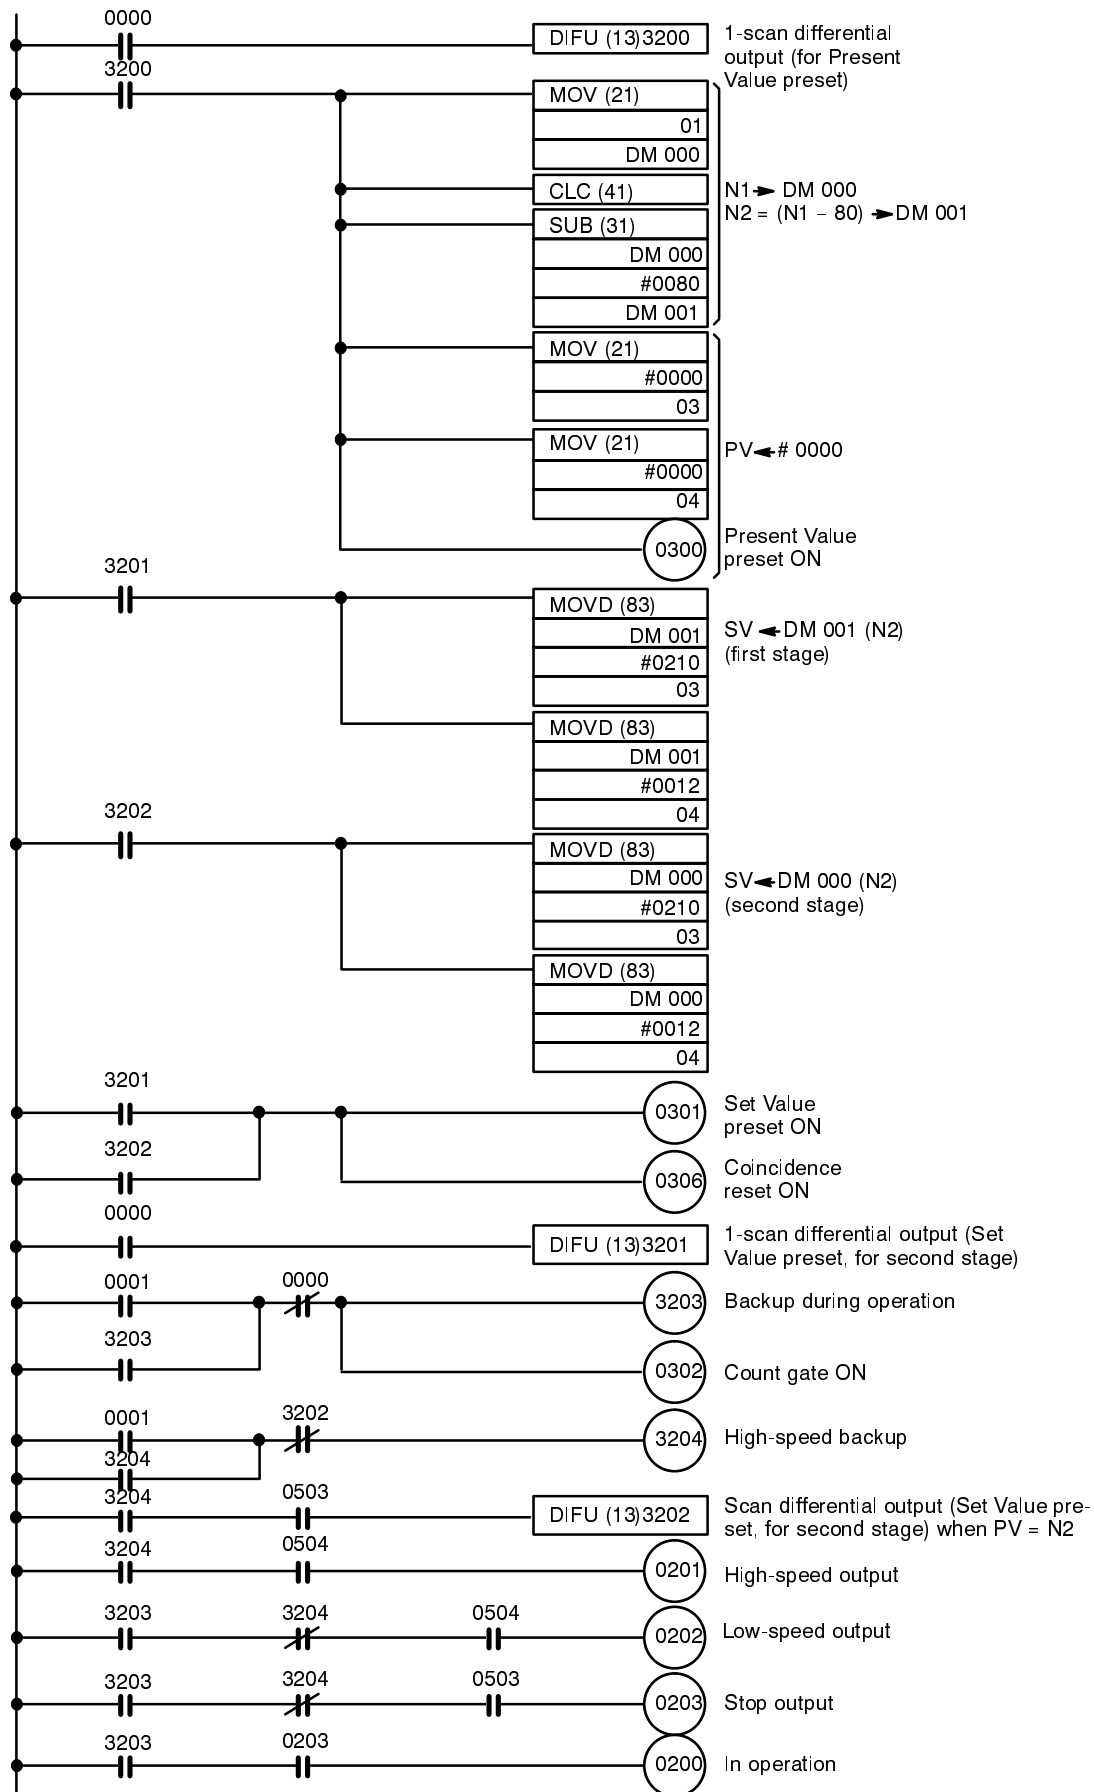 0000
DIFU (13)3200
1-scan differential
output (for Present
Value preset)
3200
MOV (21)
01
DM 000
CLC (41)
N1 → DM 000
N2 = (N1 – 80) → DM 001
SUB (31)
DM 000
#0080
DM 001
MOV (21)
#0000
03
MOV (21)
#0000
04
PV ← # 0000
0300
Present Value
preset ON
3201
MOVD (83)
DM 001
#0210
03
SV ← DM 001 (N2)
(first stage)
MOVD (83)
DM 001
#0012
04
3202
MOVD (83)
DM 000
#0210
03
SV ← DM 000 (N2)
(second stage)
MOVD (83)
DM 000
#0012
04
3201
0301
Set Value
preset ON
3202
0306
Coincidence
reset ON
0000
DIFU (13)3201
1-scan differential output (Set
Value preset, for second stage)
0001
0000
3203
Backup during operation
3203
0302
Count gate ON
0001
3202
3204
High-speed backup
3204
3204
0503
DIFU (13)3202
Scan differential output (Set Value pre-
set, for second stage) when PV = N2
3204
0504
0201
High-speed output
3203
3204
0504
0202
Low-speed output
3203
3204
0503
0203
Stop output
3203
0203
0200
In operation